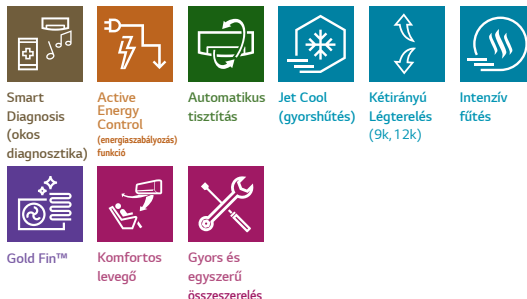 Smart
Diagnosis
(okos
diagnosztika)
Active
Energy
Control
(energiaszabályozás)
funkció
Automatikus
tisztítás
Jet Cool
(gyorshűtés)
Kétirányú
Légterelés
(9k, 12k)
Intenzív
fűtés
Gold Fin™
Komfortos
levegő
Gyors és
egyszerű
összeszerelés